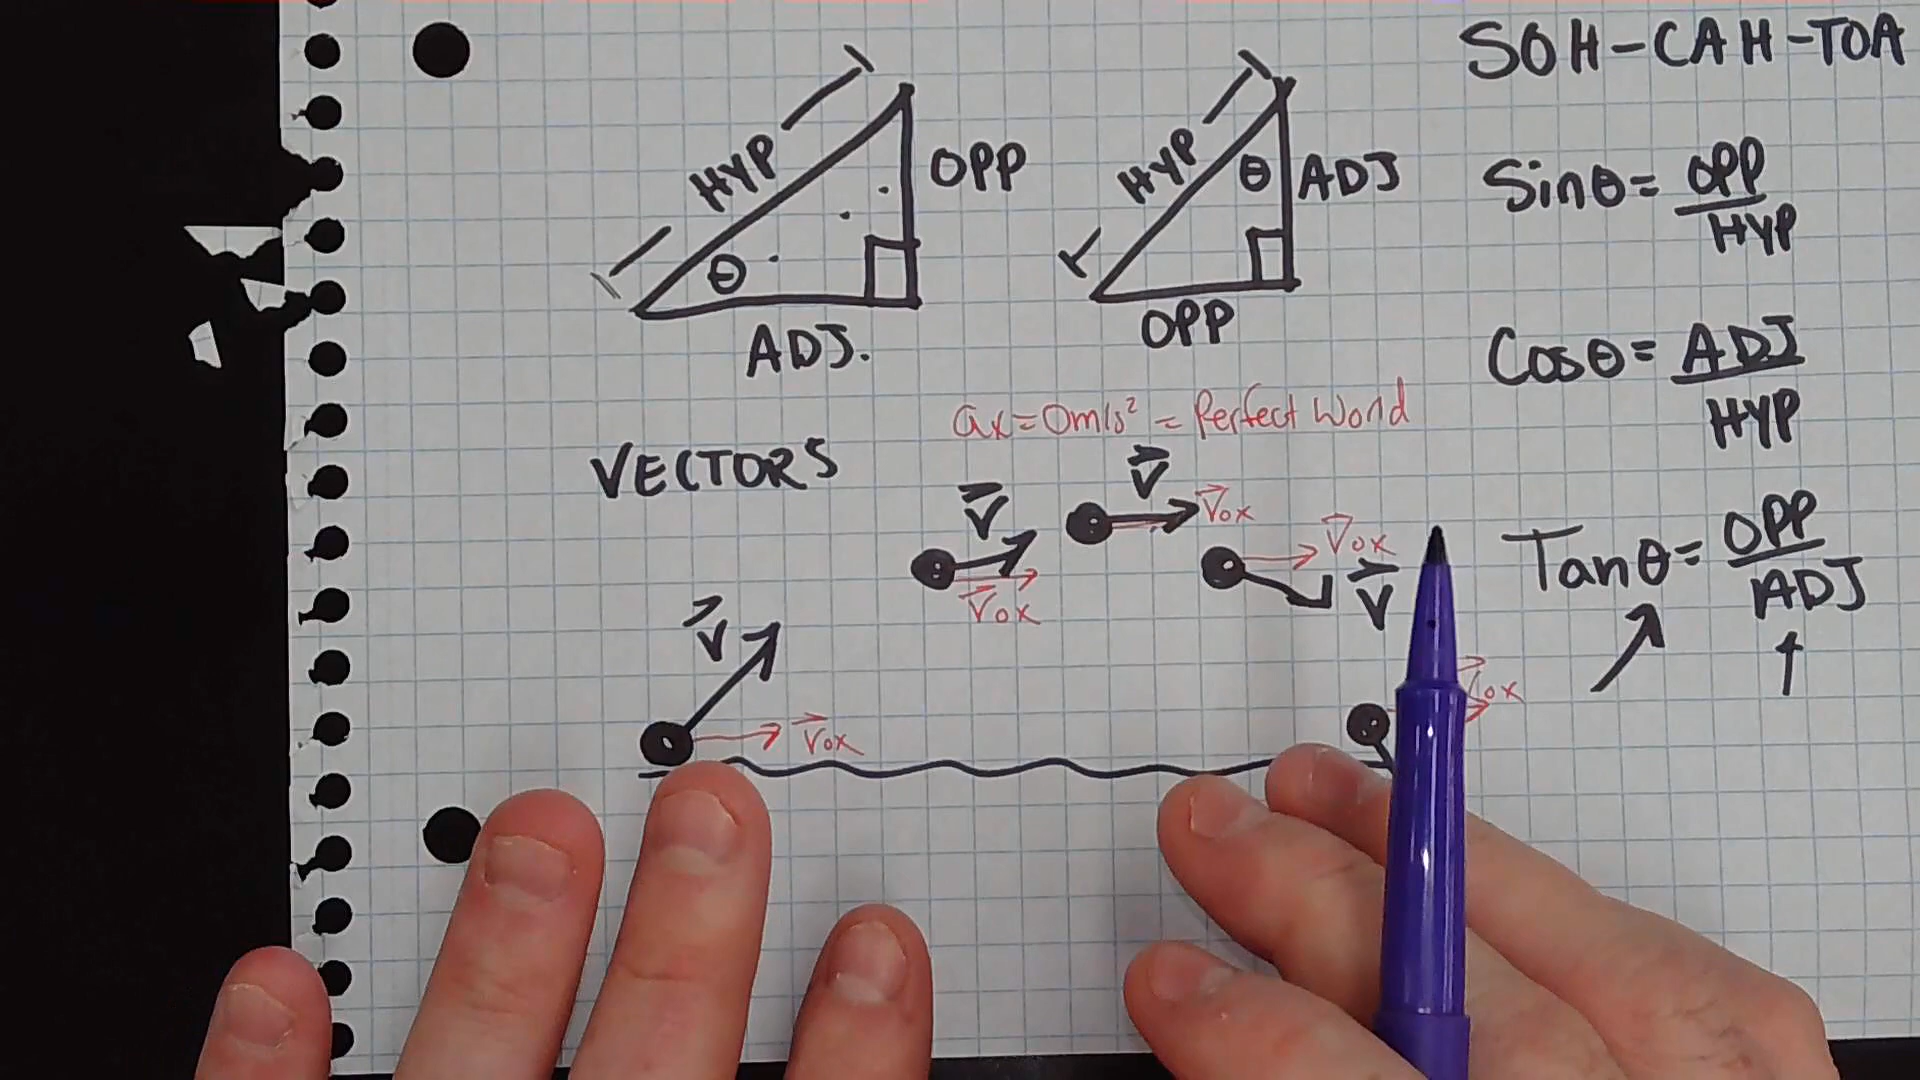 SOH-CAH-TOA
HYP
OPP
θ
ADJ.
HYP
θ
ADJ
OPP
Sinθ = OPP
HYP
Cosθ = ADJ
HYP
Tanθ = OPP
ADJ
ax = 0m/s² = Perfect World
VECTORS
V
V
Vox
V
Vox
Vox
V
Vox
ox